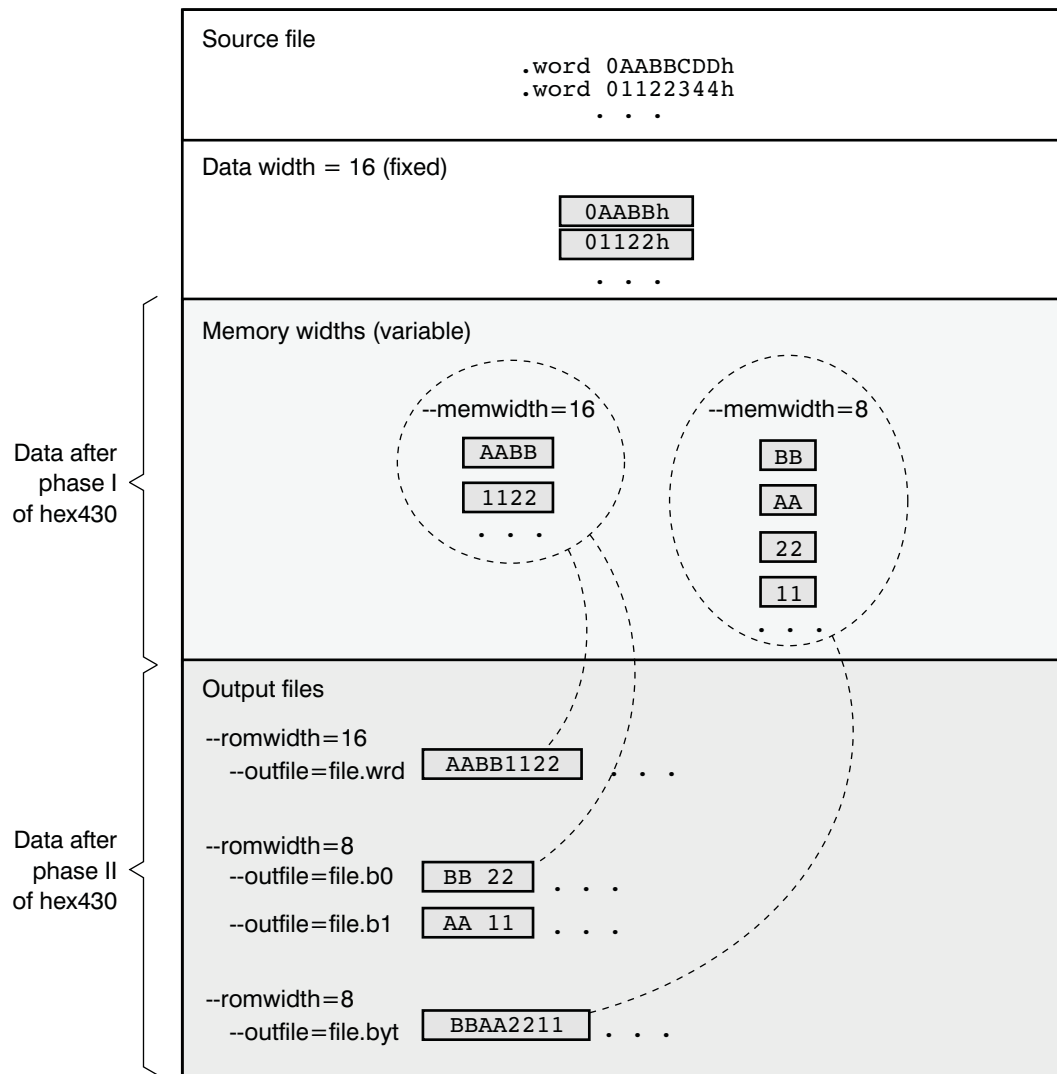 Source file
.word 0AABBCDDh
.word 01122344h
. . .
Data width = 16 (fixed)
0AABBh
01122h
. . .
Data after
phase I
of hex430
Memory widths (variable)
--memwidth=16
AABB
1122
. . .
--memwidth=8
BB
AA
22
11
. . .
Data after
phase II
of hex430
Output files
--romwidth=16
--outfile=file.wrd AABB1122 . . .
--romwidth=8
--outfile=file.b0 BB 22 . . .
--outfile=file.b1 AA 11 . . .
--romwidth=8
--outfile=file.byt BBAA2211 . . .